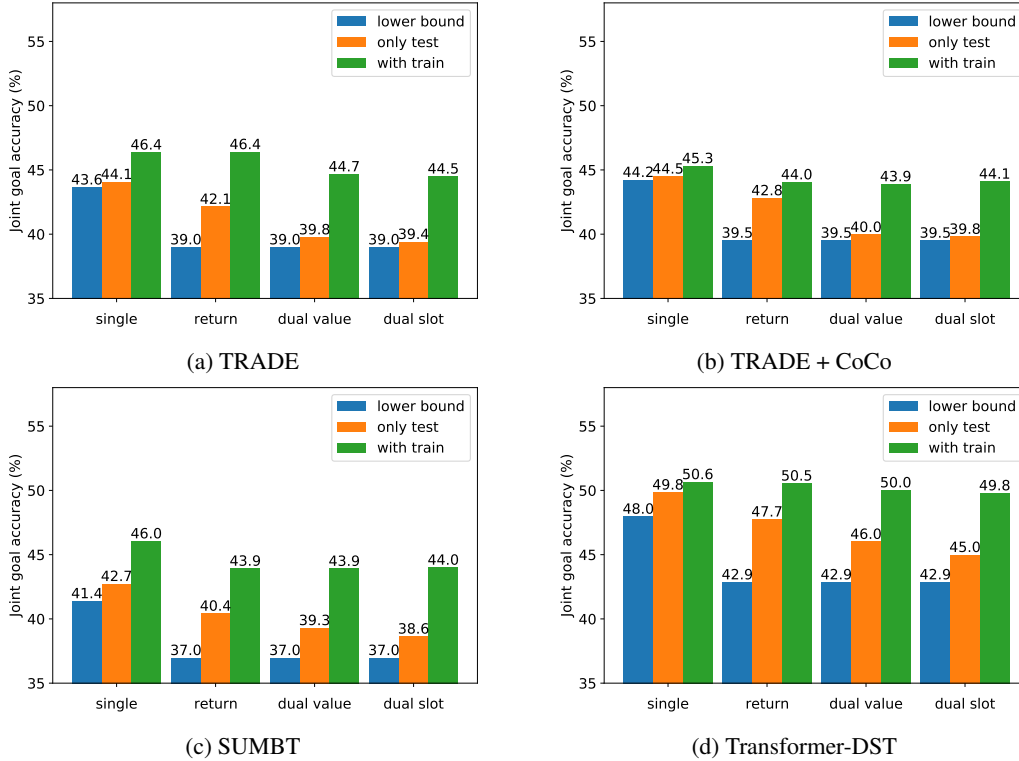 55
50
45
40
35
Joint goal accuracy (%)
lower bound
only test
with train
43.6 44.1 46.4
39.0 42.1 46.4
39.0 39.8 44.7
39.0 39.4 44.5
single return dual value dual slot
(a) TRADE
55
50
45
40
35
Joint goal accuracy (%)
lower bound
only test
with train
44.2 44.5 45.3
39.5 42.8 44.0
39.5 40.0 43.9
39.5 39.8 44.1
single return dual value dual slot
(b) TRADE + CoCo
55
50
45
40
35
Joint goal accuracy (%)
lower bound
only test
with train
41.4 42.7 46.0
37.0 40.4 43.9
37.0 39.3 43.9
37.0 38.6 44.0
single return dual value dual slot
(c) SUMBT
55
50
45
40
35
Joint goal accuracy (%)
lower bound
only test
with train
48.0 49.8 50.6
42.9 47.7 50.5
42.9 46.0 50.0
42.9 45.0 49.8
single return dual value dual slot
(d) Transformer-DST